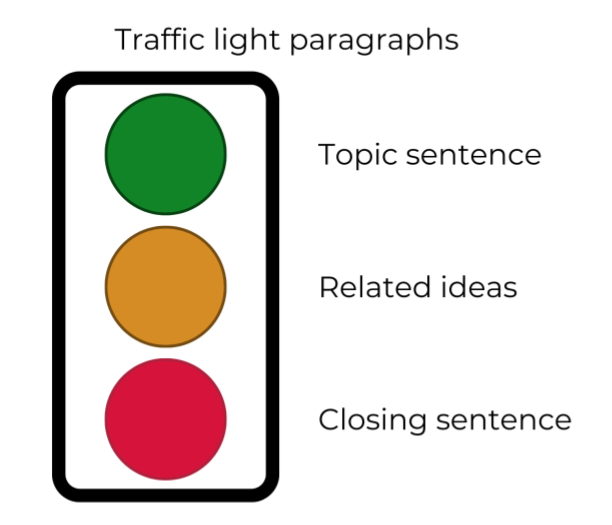 Traffic light paragraphs
Topic sentence
Related ideas
Closing sentence